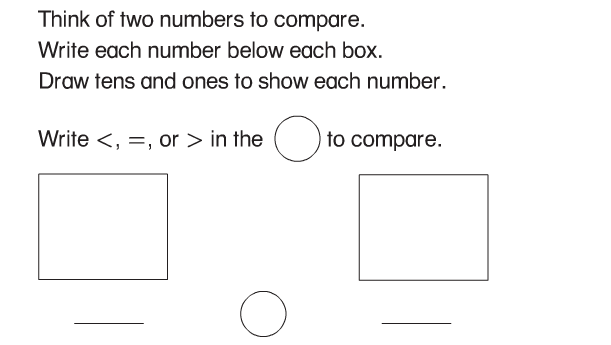 Think of two numbers to compare.
Write each number below each box.
Draw tens and ones to show each number.
Write <, =, or > in the to compare.